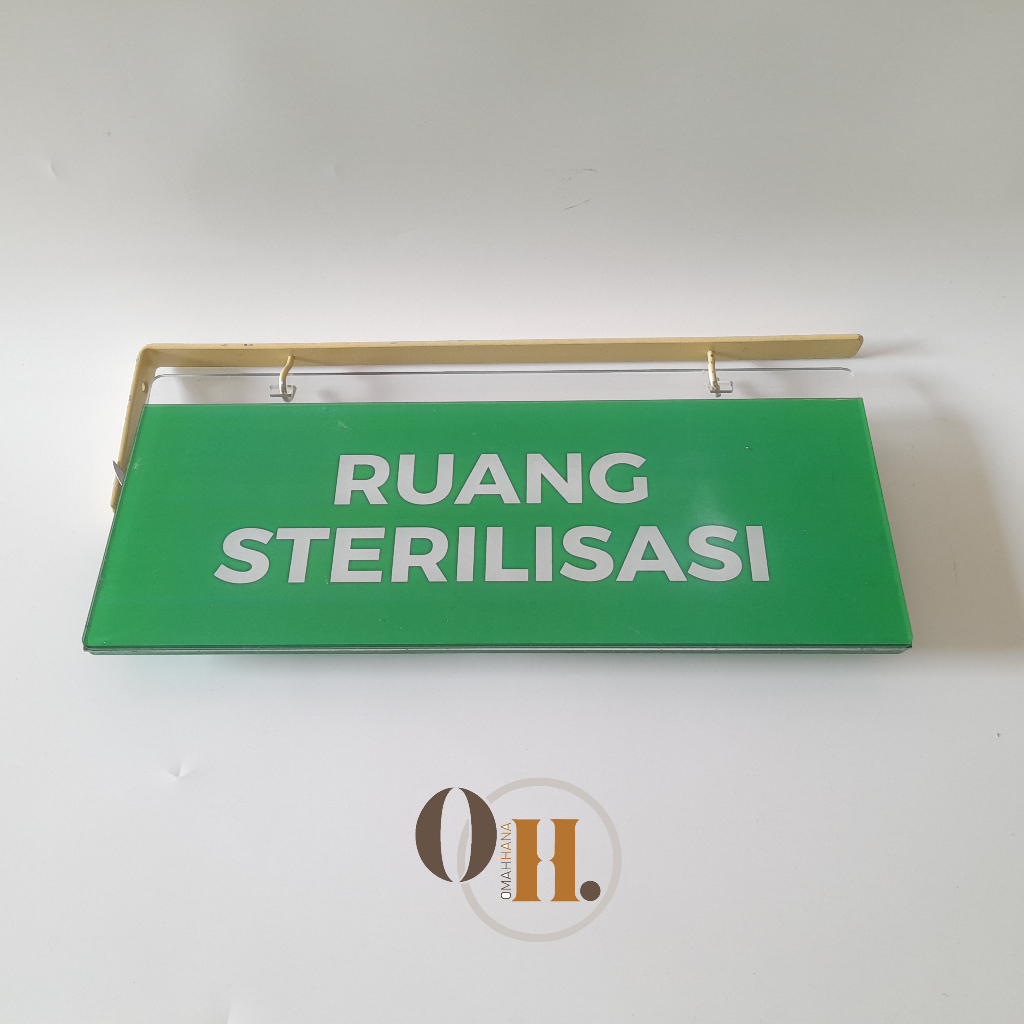 RUANG
STERILISASI
OH.
OMAHHANA